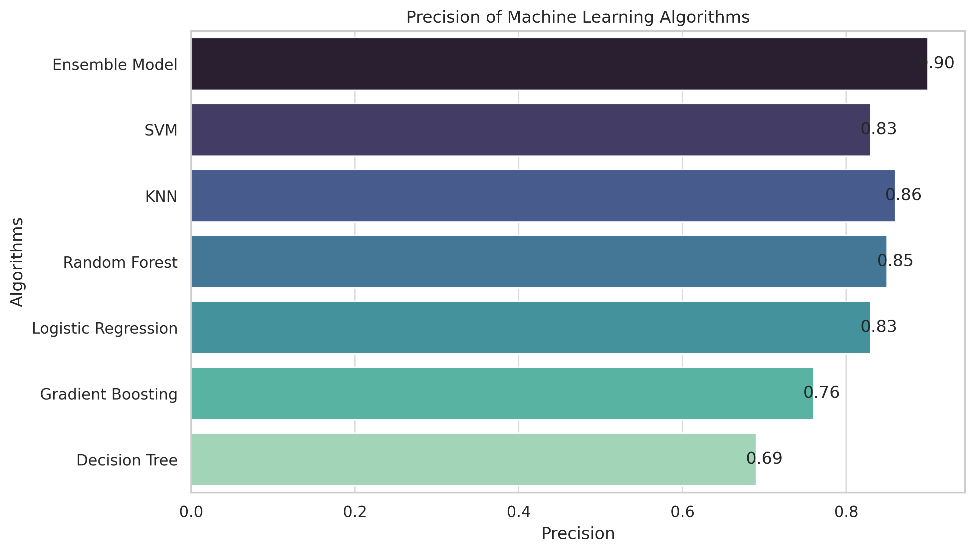 Precision of Machine Learning Algorithms
Ensemble Model 0.90
SVM 0.83
KNN 0.86
Random Forest 0.85
Logistic Regression 0.83
Gradient Boosting 0.76
Decision Tree 0.69
Algorithms
0.0 0.2 0.4 0.6 0.8
Precision